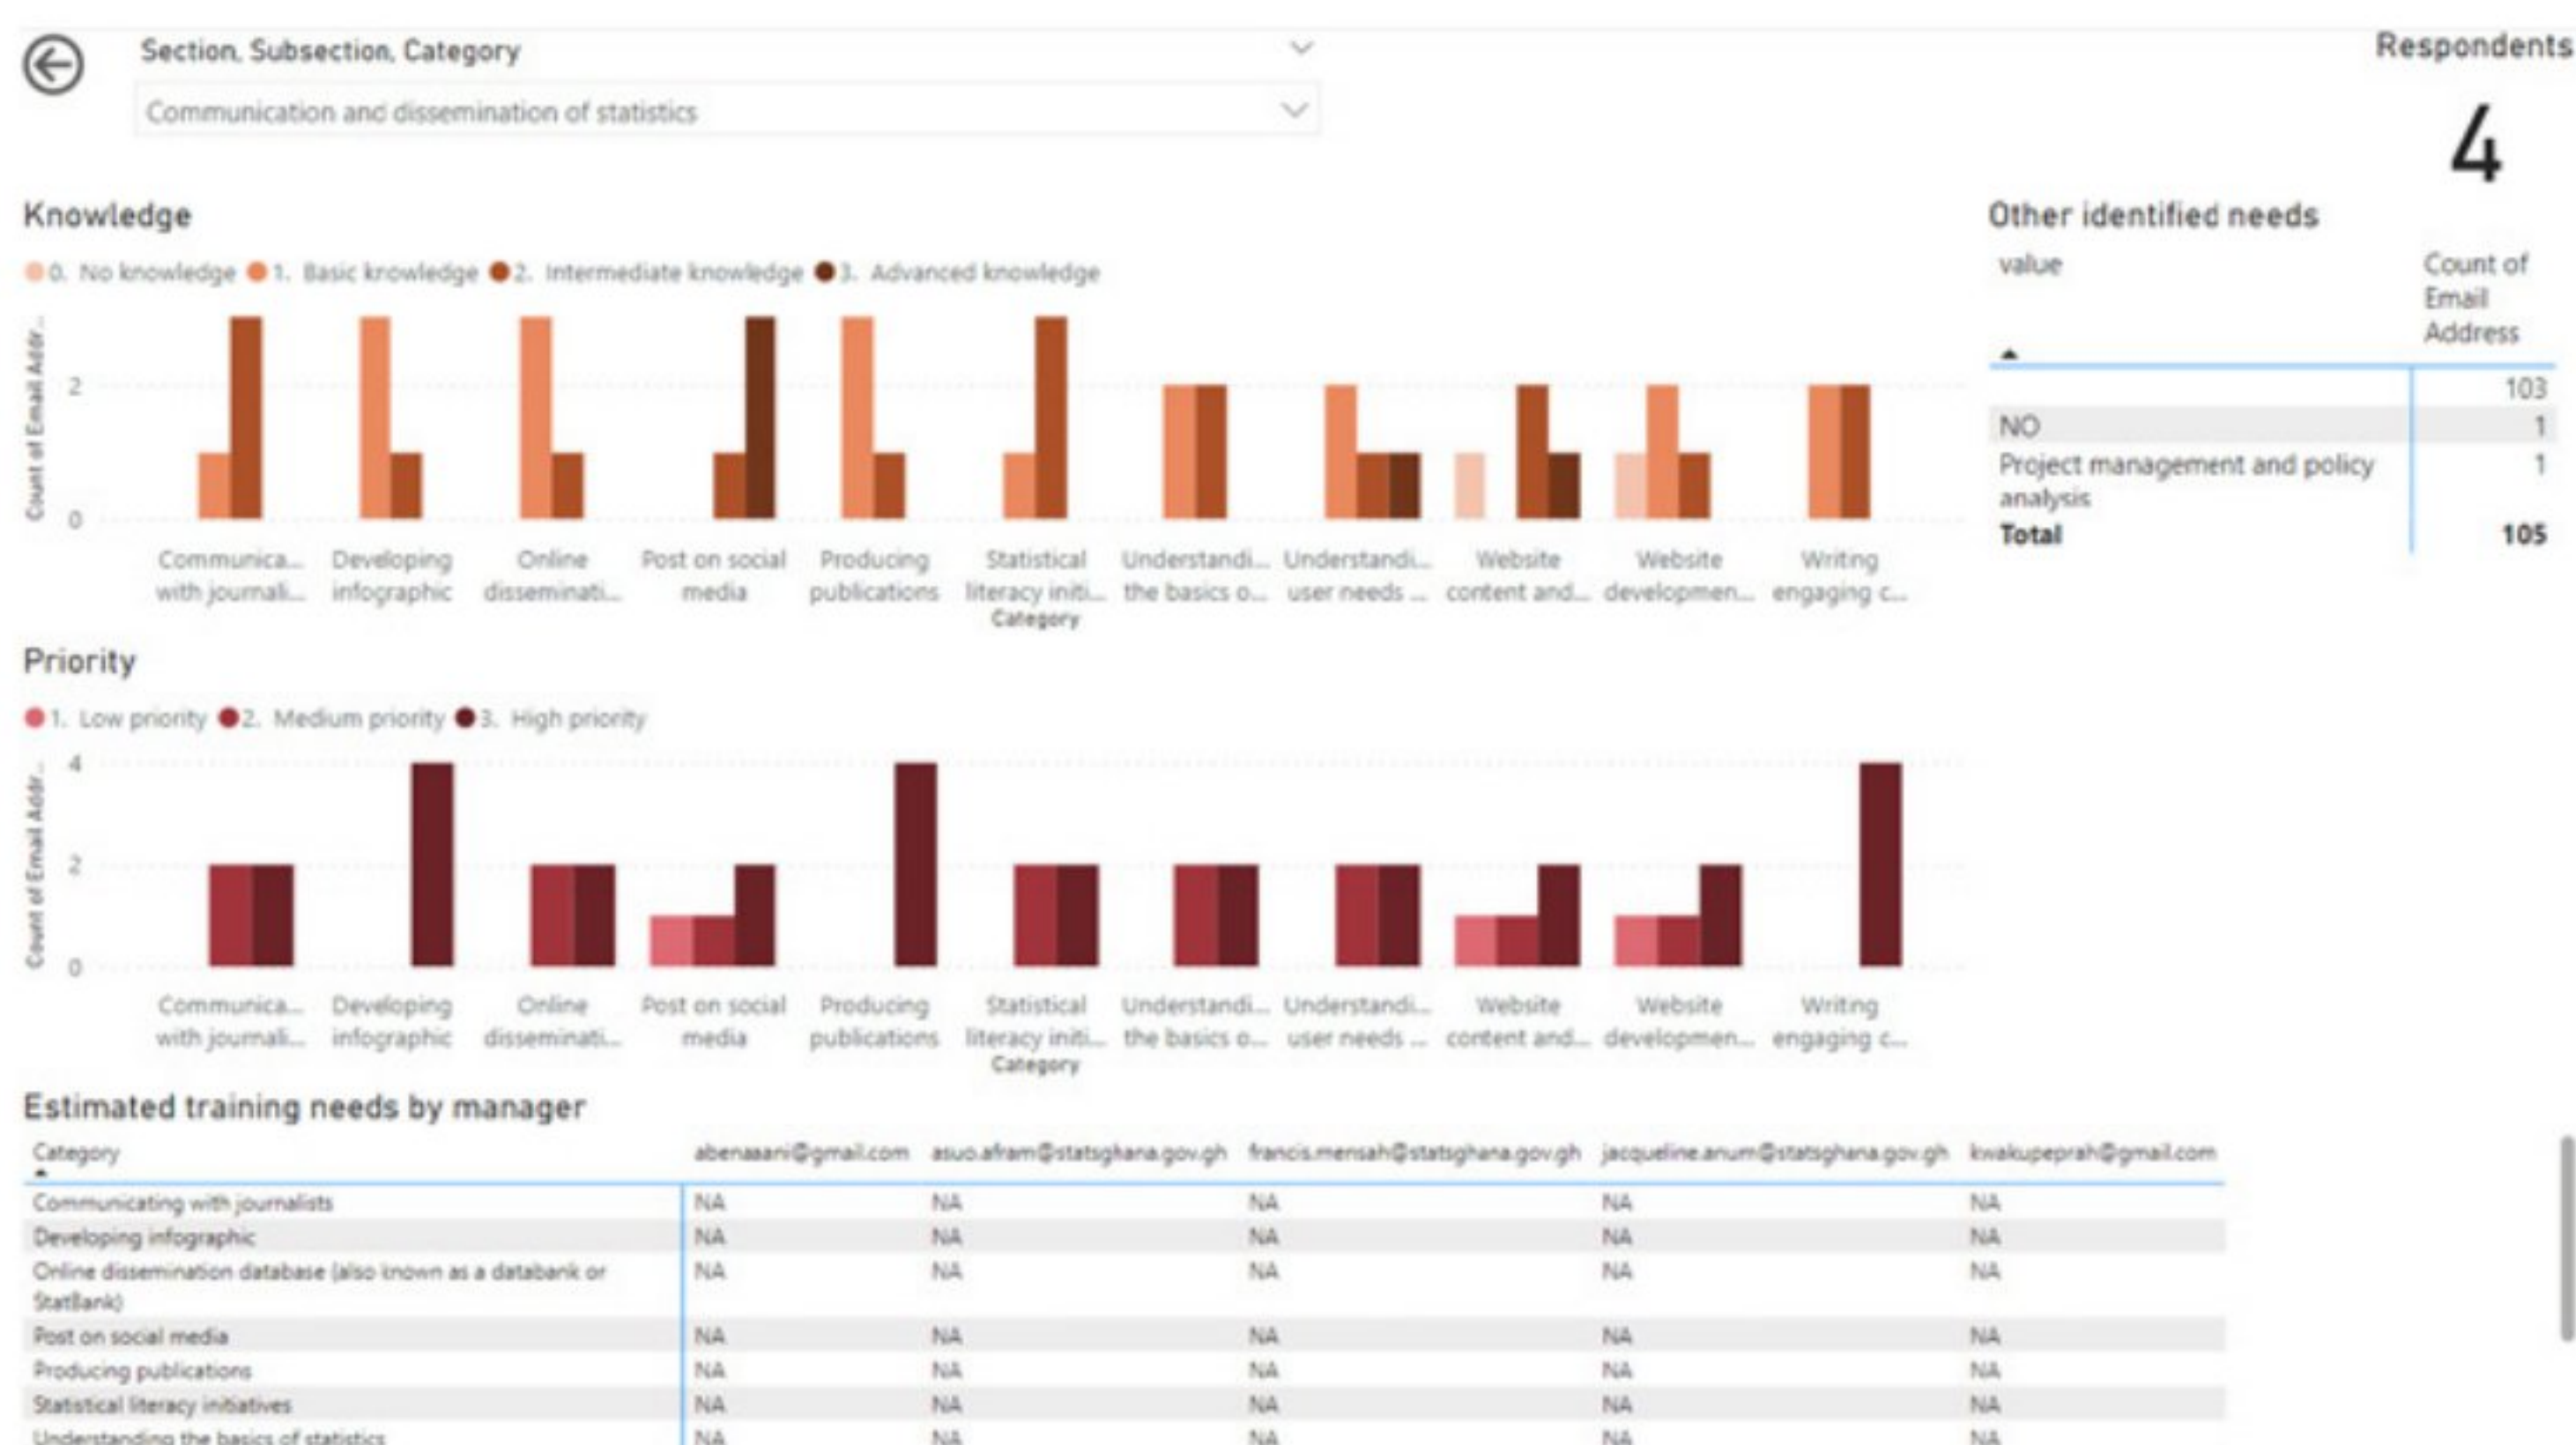 Section, Subsection, Category
Respondents
Communication and dissemination of statistics
4
Knowledge
Other identified needs
0. No knowledge 1. Basic knowledge 2. Intermediate knowledge 3. Advanced knowledge
value
Count of
Email
Address
Count of Email Addr...
2
0
103
NO 1
Project management and policy 1
analysis
Total 105
Communica... Developing Online Post on social Producing Statistical Understandi... Understandi... Website Website Writing
with journali... infographic disseminati... media publications literacy initi... the basics o... user needs ... content and... developmen... engaging c...
Category
Priority
1. Low priority 2. Medium priority 3. High priority
Count of Email Addr...
4
2
0
Communica... Developing Online Post on social Producing Statistical Understandi... Understandi... Website Website Writing
with journali... infographic disseminati... media publications literacy initi... the basics o... user needs ... content and... developmen... engaging c...
Category
Estimated training needs by manager
Category abenaaani@gmail.com asuo.afram@statsghana.gov.gh francis.mensah@statsghana.gov.gh jacqueline.anum@statsghana.gov.gh kwakupeprah@gmail.com
Communicating with journalists NA NA NA NA NA
Developing infographic NA NA NA NA NA
Online dissemination database (also known as a databank or NA NA NA NA NA
StatBank)
Post on social media NA NA NA NA NA
Producing publications NA NA NA NA NA
Statistical literacy initiatives NA NA NA NA NA
Understanding the basics of statistics NA NA NA NA NA